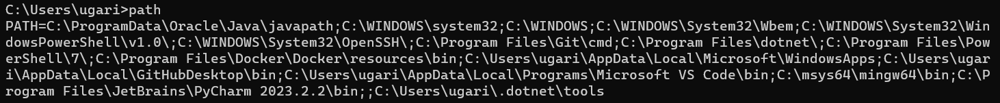 C:\Users\ugari>path
PATH=C:\ProgramData\Oracle\Java\javapath;C:\WINDOWS\system32;C:\WINDOWS;C:\WINDOWS\System32\Wbem;C:\WINDOWS\System32\Win
dowsPowerShell\v1.0\;C:\WINDOWS\System32\OpenSSH\;C:\Program Files\Git\cmd;C:\Program Files\dotnet\;C:\Program Files\Pow
erShell\7\;C:\Program Files\Docker\Docker\resources\bin;C:\Users\ugari\AppData\Local\Microsoft\WindowsApps;C:\Users\ugar
i\AppData\Local\GitHubDesktop\bin;C:\Users\ugari\AppData\Local\Programs\Microsoft VS Code\bin;C:\msys64\mingw64\bin;C:\P
rogram Files\JetBrains\PyCharm 2023.2.2\bin;;C:\Users\ugari\.dotnet\tools